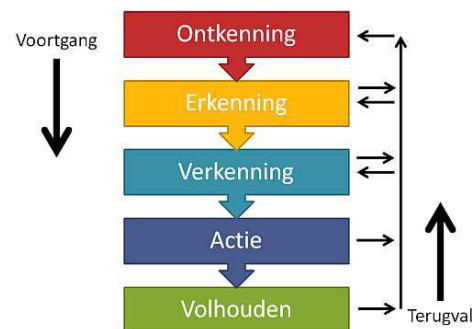 Voortgang
Ontkenning
Erkenning
Verkenning
Actie
Volhouden
Terugval